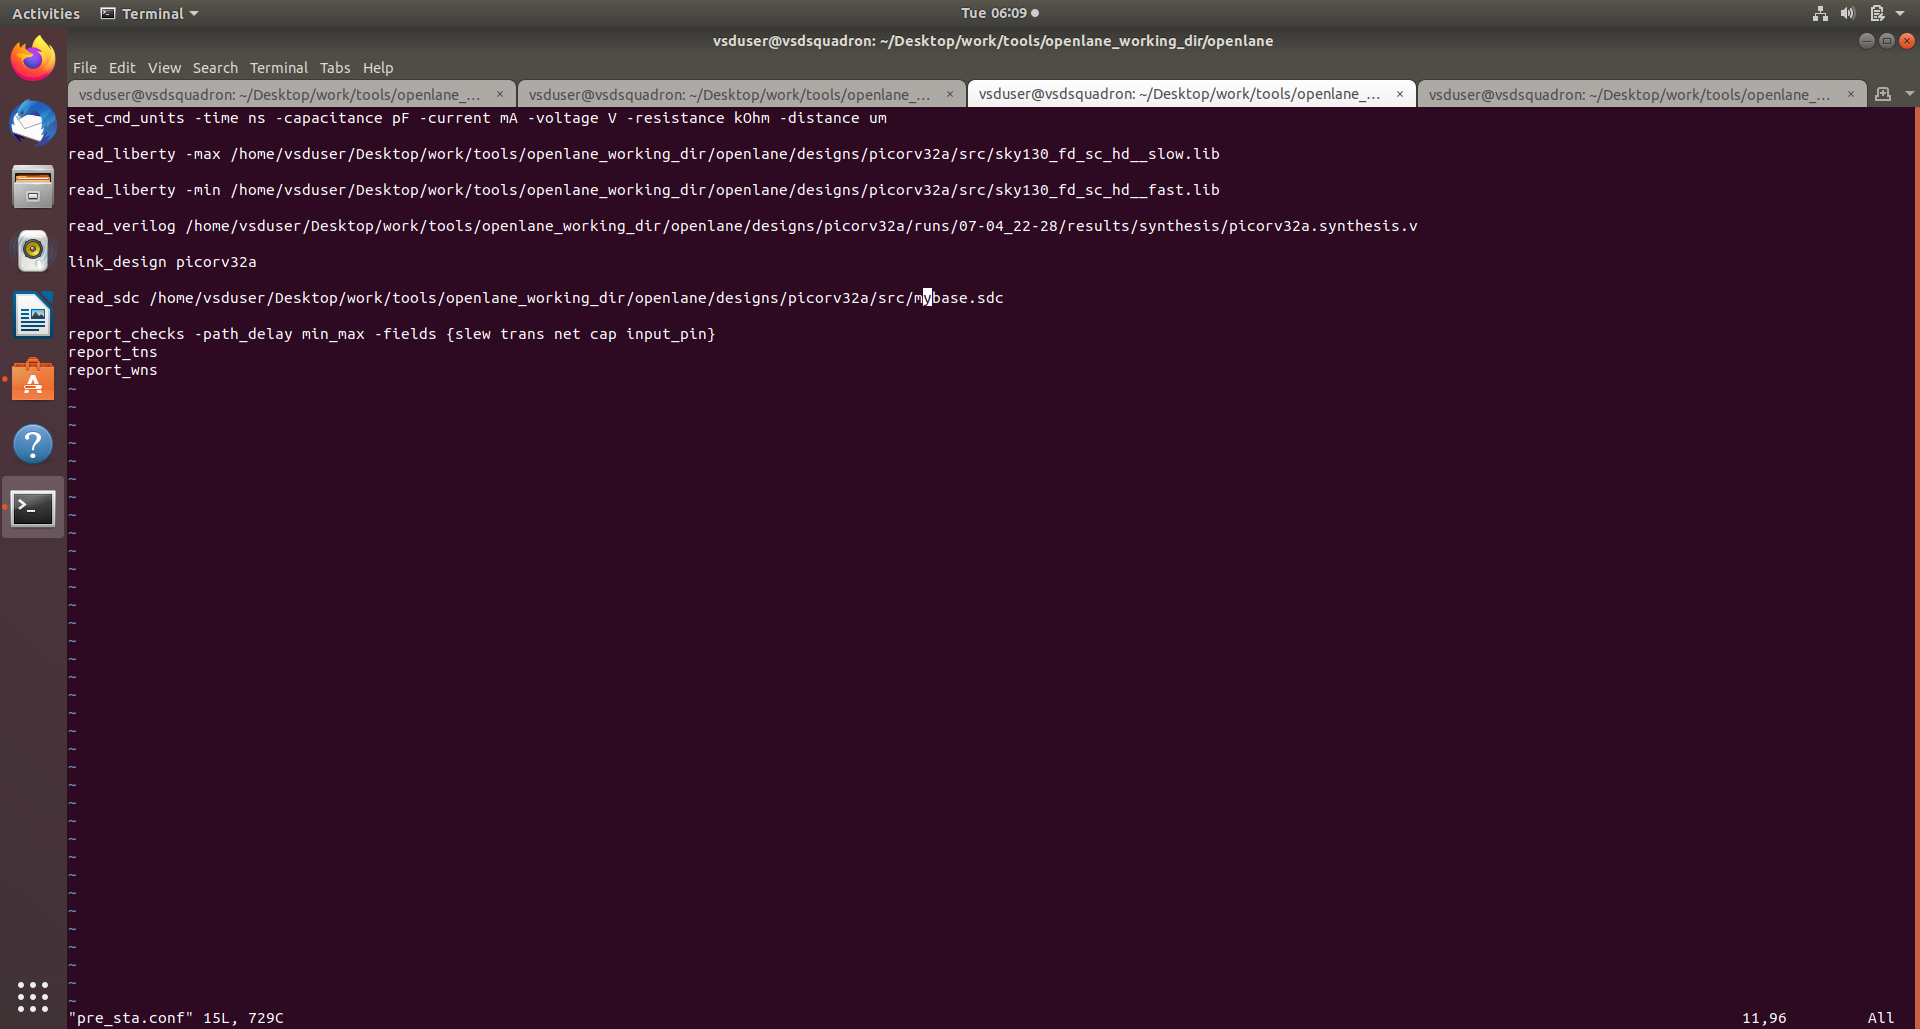 Activities Terminal Tue 06:09
vsduser@vsdsquadron: ~/Desktop/work/tools/openlane_working_dir/openlane
File Edit View Search Terminal Tabs Help
vsduser@vsdsquadron: ~/Desktop/work/tools/openlane_... × vsduser@vsdsquadron: ~/Desktop/work/tools/openlane_... × vsduser@vsdsquadron: ~/Desktop/work/tools/openlane_... × vsduser@vsdsquadron: ~/Desktop/work/tools/openlane_... ×
set_cmd_units -time ns -capacitance pF -current mA -voltage V -resistance kOhm -distance um
read_liberty -max /home/vsduser/Desktop/work/tools/openlane_working_dir/openlane/designs/picorv32a/src/sky130_fd_sc_hd__slow.lib
read_liberty -min /home/vsduser/Desktop/work/tools/openlane_working_dir/openlane/designs/picorv32a/src/sky130_fd_sc_hd__fast.lib
read_verilog /home/vsduser/Desktop/work/tools/openlane_working_dir/openlane/designs/picorv32a/runs/07-04_22-28/results/synthesis/picorv32a.synthesis.v
link_design picorv32a
read_sdc /home/vsduser/Desktop/work/tools/openlane_working_dir/openlane/designs/picorv32a/src/mybase.sdc
report_checks -path_delay min_max -fields {slew trans net cap input_pin}
report_tns
report_wns
"pre_sta.conf" 15L, 729C 11,96 All